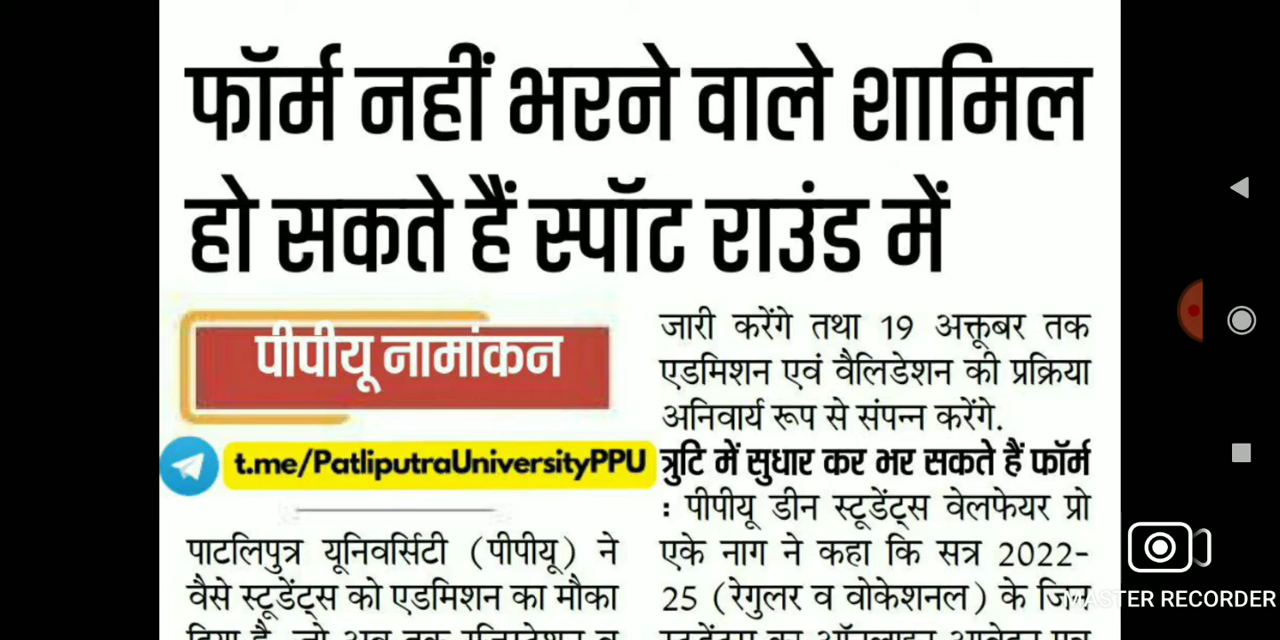 फॉर्म नहीं भरने वाले शामिल
हो सकते हैं स्पॉट राउंड में
पीपीयू नामांकन
t.me/PatliputraUniversityPPU
पाटलिपुत्र यूनिवर्सिटी (पीपीयू) ने
वैसे स्टूडेंट्स को एडमिशन का मौका
जारी करेंगे तथा 19 अक्तूबर तक
एडमिशन एवं वैलिडेशन की प्रक्रिया
अनिवार्य रूप से संपन्न करेंगे.
त्रुटि में सुधार कर भर सकते हैं फॉर्म
: पीपीयू डीन स्टूडेंट्स वेलफेयर प्रो
एके नाग ने कहा कि सत्र 2022-
25 (रेगुलर व वोकेशनल) के जिन
MASTER RECORDER